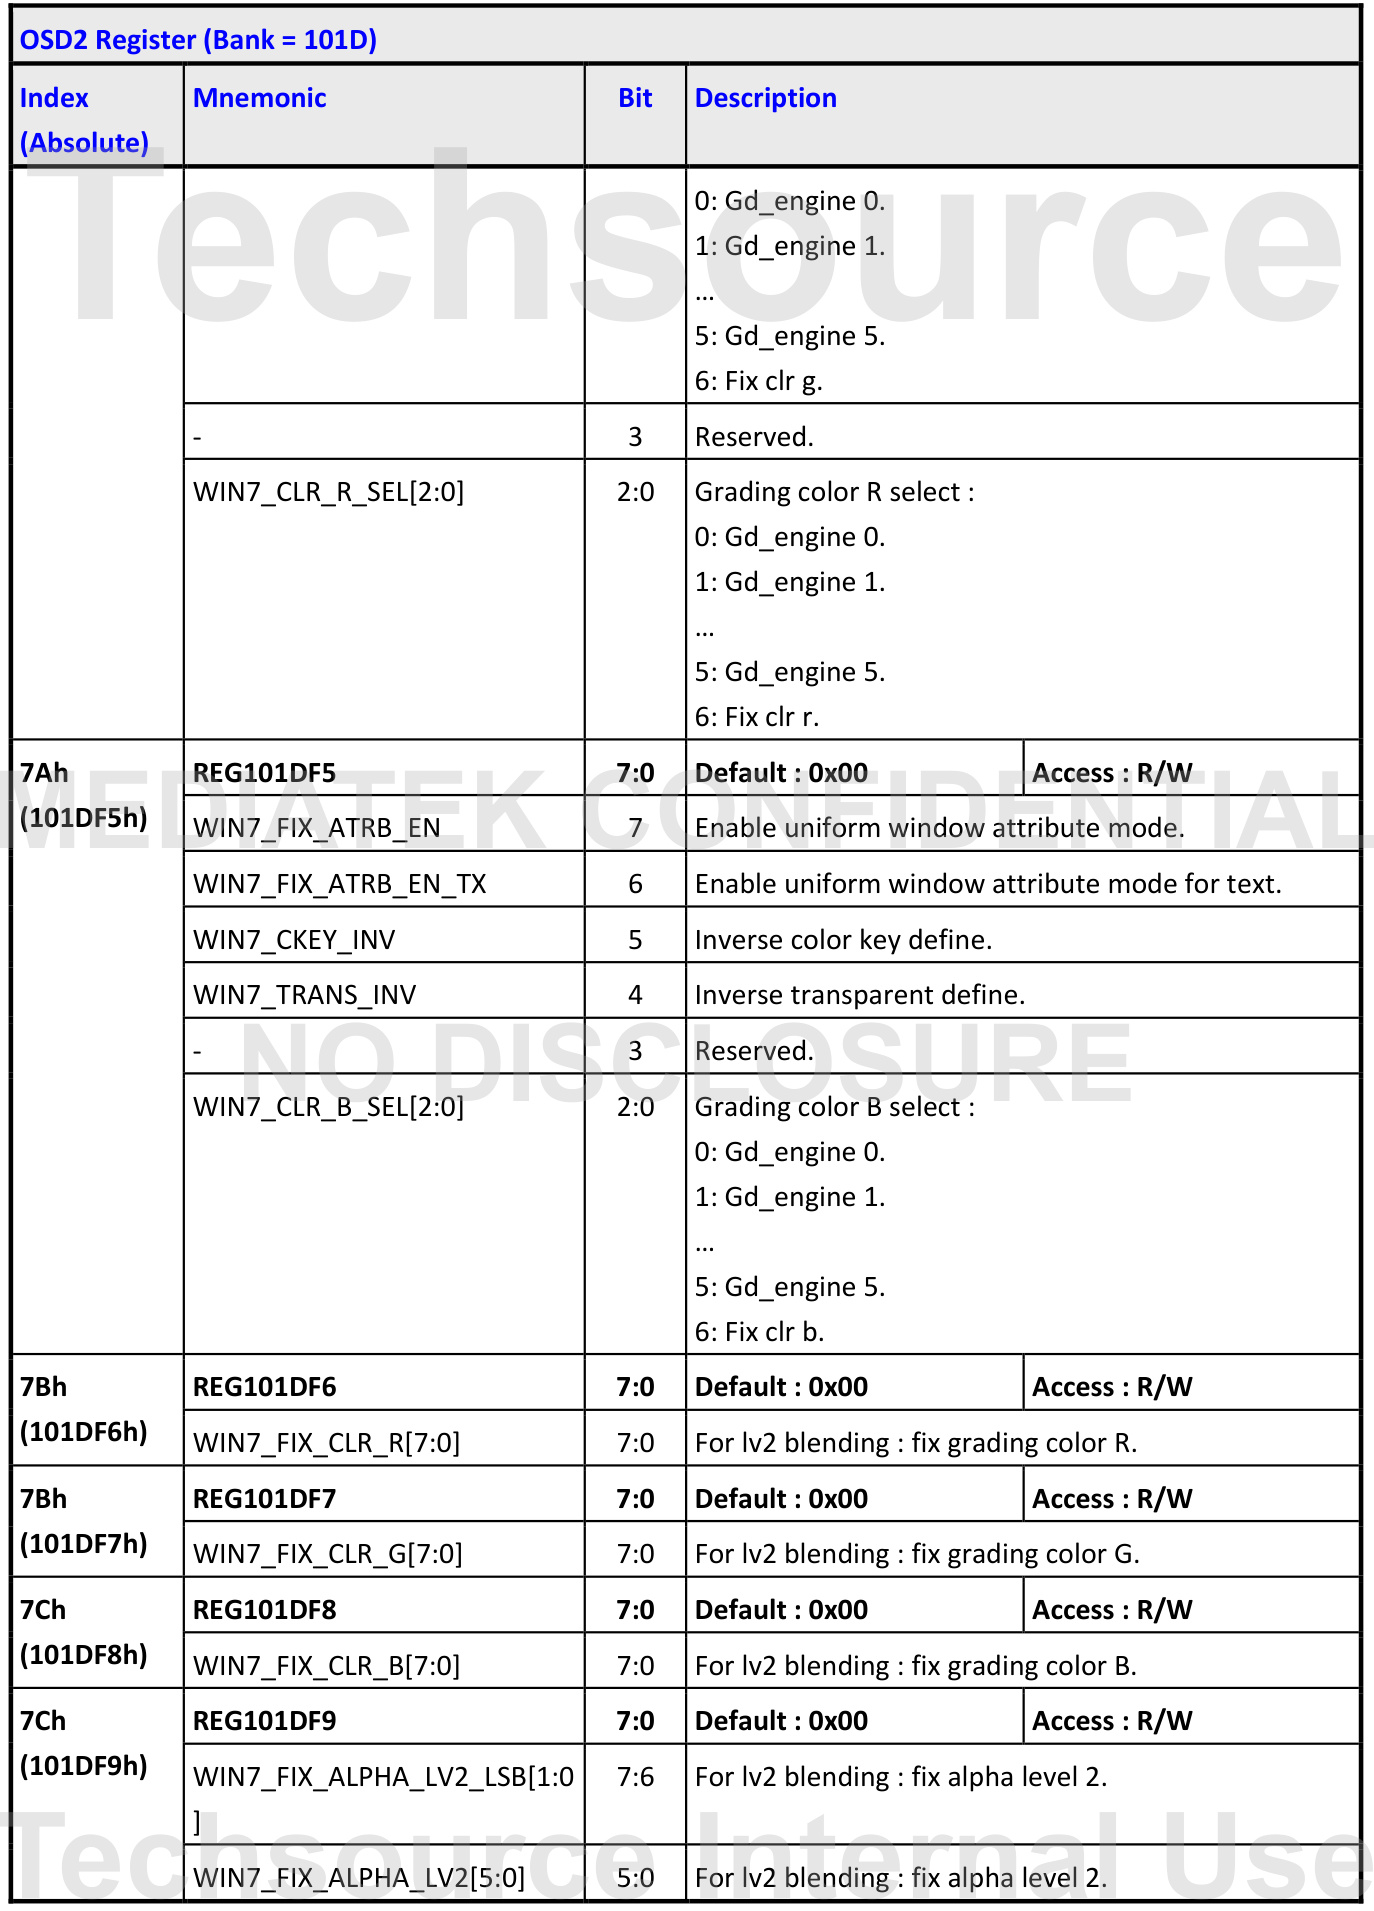 OSD2 Register (Bank = 101D)
Index (Absolute) Mnemonic Bit Description
0: Gd_engine 0.
1: Gd_engine 1.
...
5: Gd_engine 5.
6: Fix clr g.
- 3 Reserved.
WIN7_CLR_R_SEL[2:0] 2:0 Grading color R select :
0: Gd_engine 0.
1: Gd_engine 1.
...
5: Gd_engine 5.
6: Fix clr r.
7Ah REG101DF5 7:0 Default : 0x00 Access : R/W
(101DF5h) WIN7_FIX_ATRB_EN 7 Enable uniform window attribute mode.
WIN7_FIX_ATRB_EN_TX 6 Enable uniform window attribute mode for text.
WIN7_CKEY_INV 5 Inverse color key define.
WIN7_TRANS_INV 4 Inverse transparent define.
- 3 Reserved.
WIN7_CLR_B_SEL[2:0] 2:0 Grading color B select :
0: Gd_engine 0.
1: Gd_engine 1.
...
5: Gd_engine 5.
6: Fix clr b.
7Bh REG101DF6 7:0 Default : 0x00 Access : R/W
(101DF6h) WIN7_FIX_CLR_R[7:0] 7:0 For lv2 blending : fix grading color R.
7Bh REG101DF7 7:0 Default : 0x00 Access : R/W
(101DF7h) WIN7_FIX_CLR_G[7:0] 7:0 For lv2 blending : fix grading color G.
7Ch REG101DF8 7:0 Default : 0x00 Access : R/W
(101DF8h) WIN7_FIX_CLR_B[7:0] 7:0 For lv2 blending : fix grading color B.
7Ch REG101DF9 7:0 Default : 0x00 Access : R/W
(101DF9h) WIN7_FIX_ALPHA_LV2_LSB[1:0 7:6 For lv2 blending : fix alpha level 2.
]
WIN7_FIX_ALPHA_LV2[5:0] 5:0 For lv2 blending : fix alpha level 2.
Techsource
MEDIATEK CONFIDENTIAL
NO DISCLOSURE
Techsource Internal Use